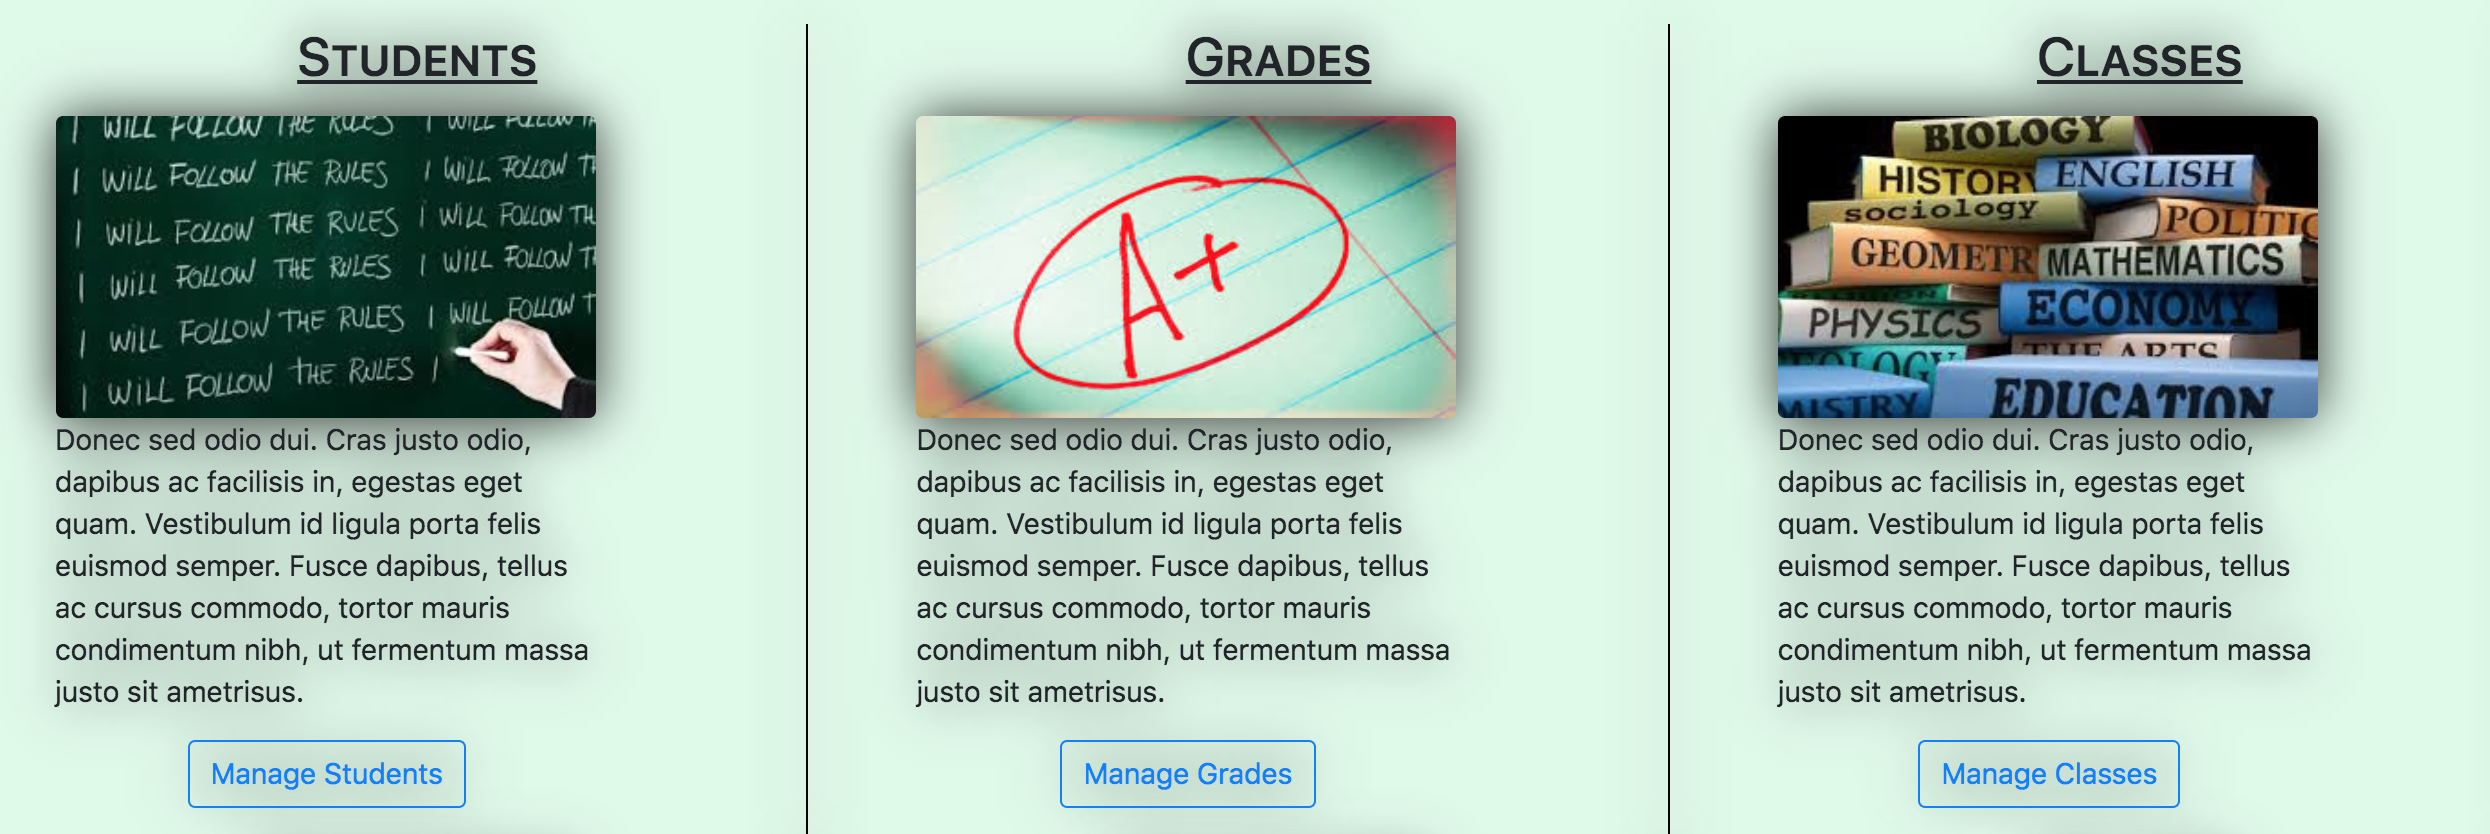 STUDENTS
I WILL FOLLOW THE RULES I WILL FOLLOW TH
I WILL FOLLOW THE RULES I WILL FOLLOW TH
I WILL FOLLOW THE RULES I WILL FOLLOW TH
I WILL FOLLOW THE RULES I WILL FOLLOW TH
I WILL FOLLOW THE RULES I WILL FOLLOW T
I WILL FOLLOW THE RULES I
Donec sed odio dui. Cras justo odio,
dapibus ac facilisis in, egestas eget
quam. Vestibulum id ligula porta felis
euismod semper. Fusce dapibus, tellus
ac cursus commodo, tortor mauris
condimentum nibh, ut fermentum massa
justo sit ametrisus.
Manage Students
GRADES
A+
Donec sed odio dui. Cras justo odio,
dapibus ac facilisis in, egestas eget
quam. Vestibulum id ligula porta felis
euismod semper. Fusce dapibus, tellus
ac cursus commodo, tortor mauris
condimentum nibh, ut fermentum massa
justo sit ametrisus.
Manage Grades
CLASSES
BIOLOGY
HISTORY
ENGLISH
sociology
POLITIC
GEOMETR
MATHEMATICS
ECONOMY
PHYSICS
THE ARTS
OLOGY
EDUCATION
MISTRY
Donec sed odio dui. Cras justo odio,
dapibus ac facilisis in, egestas eget
quam. Vestibulum id ligula porta felis
euismod semper. Fusce dapibus, tellus
ac cursus commodo, tortor mauris
condimentum nibh, ut fermentum massa
justo sit ametrisus.
Manage Classes